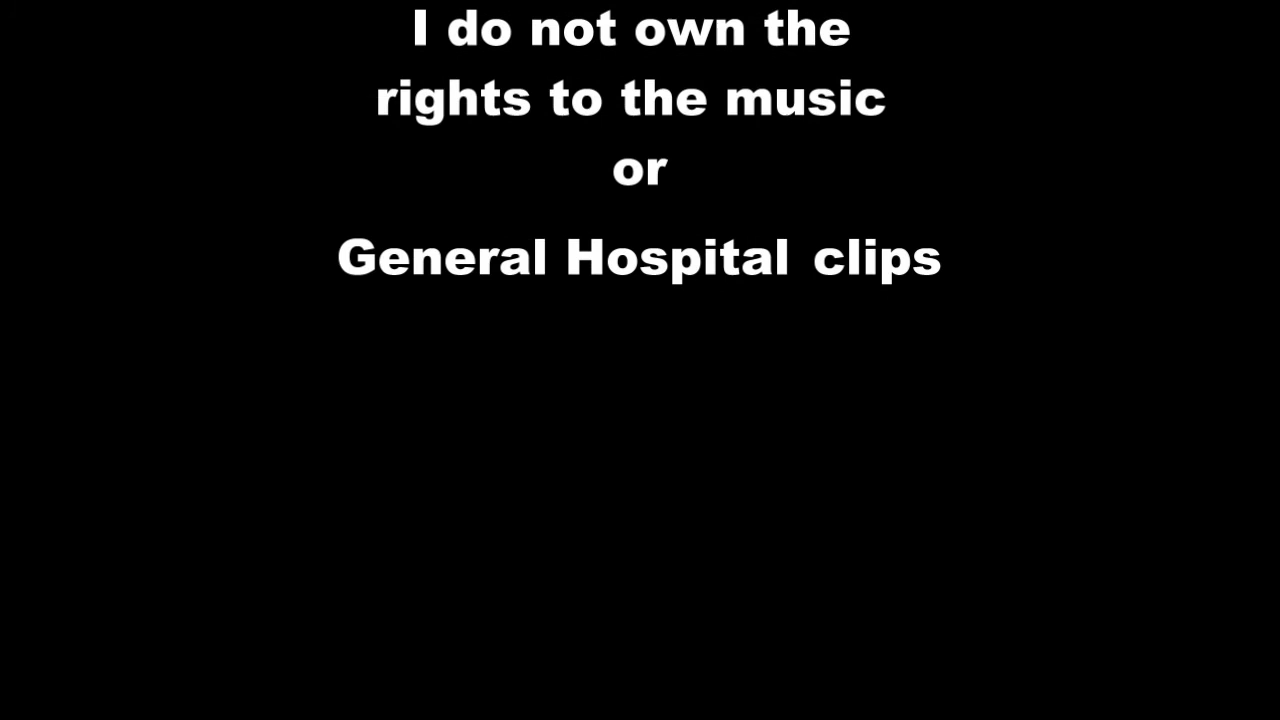 I do not own the
rights to the music
or
General Hospital clips